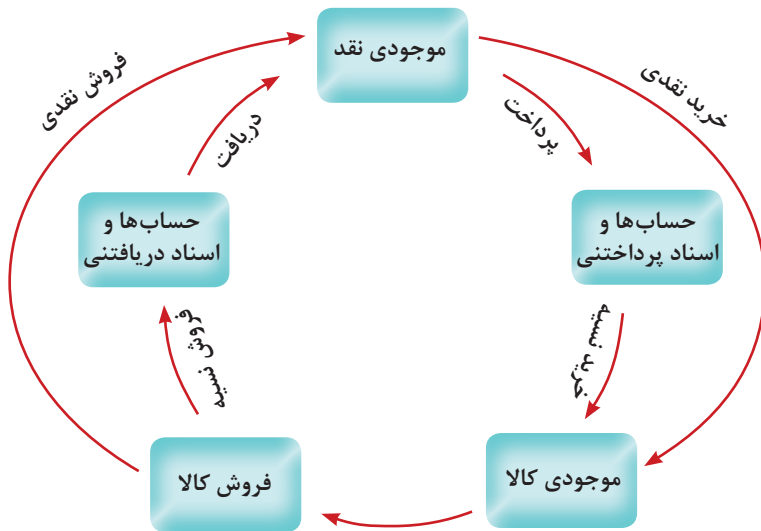 موجودی نقد
خرید نقدی
پرداخت
حساب‌ها و
اسناد پرداختنی
خرید نسیه
موجودی کالا
فروش کالا
فروش نسیه
حساب‌ها و
اسناد دریافتنی
دریافت
فروش نقدی